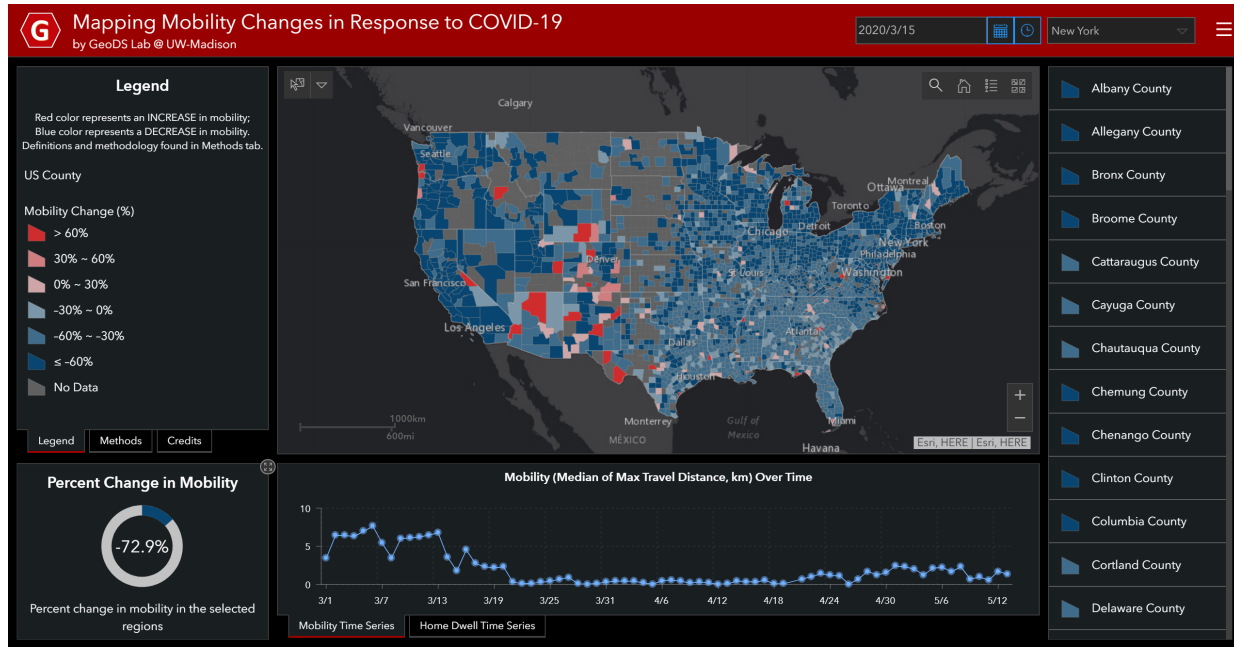 G
Mapping Mobility Changes in Response to COVID-19
by GeoDS Lab @ UW-Madison
2020/3/15
New York
Legend
Red color represents an INCREASE in mobility;
Blue color represents a DECREASE in mobility.
Definitions and methodology found in Methods tab.
US County
Mobility Change (%)
> 60%
30% ~ 60%
0% ~ 30%
-30% ~ 0%
-60% ~ -30%
≤ -60%
No Data
Legend Methods Credits
Calgary
Vancouver
Seattle
Montreal
Ottawa
Toronto
Boston
Chicago Detroit
New York
Philadelphia
Denver
St Louis
Washington
San Francisco
Los Angeles
Atlanta
Dallas
Houston
1000km
600mi
Monterrey
Gulf of
Mexico
Miami
MÉXICO
Havana
+
−
Esri, HERE | Esri, HERE
Albany County
Allegany County
Bronx County
Broome County
Cattaraugus County
Cayuga County
Chautauqua County
Chemung County
Chenango County
Clinton County
Columbia County
Cortland County
Delaware County
Percent Change in Mobility
-72.9%
Percent change in mobility in the selected
regions
Mobility (Median of Max Travel Distance, km) Over Time
10
5
0
3/1 3/7 3/13 3/19 3/25 3/31 4/6 4/12 4/18 4/24 4/30 5/6 5/12
Mobility Time Series Home Dwell Time Series